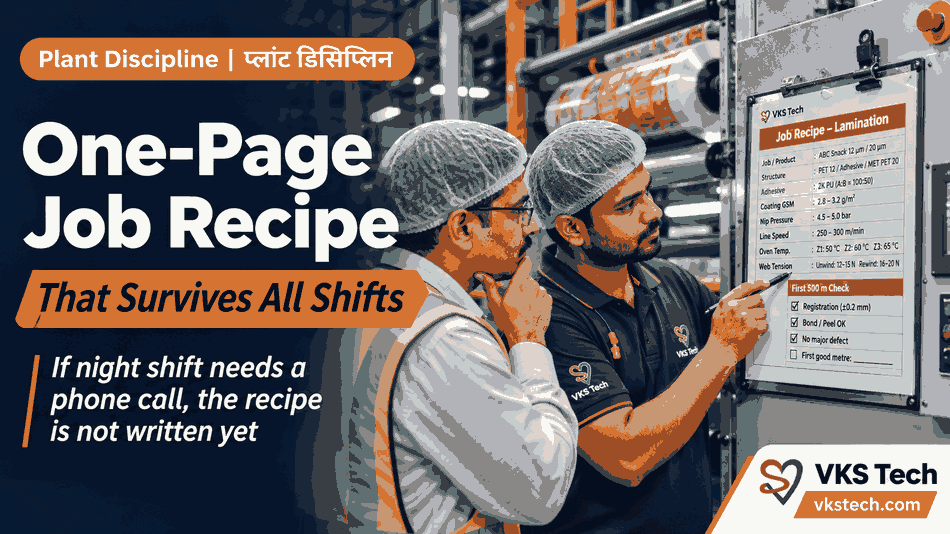 Plant Discipline | प्लांट डिसिप्लिन
One-Page
Job Recipe
That Survives All Shifts
If night shift needs a
phone call, the recipe
is not written yet
VKS Tech
Job Recipe – Lamination
Job / Product : ABC Snack 12 µm / 20 µm
Structure : PET 12 / Adhesive / MET PET 20
Adhesive : 2K PU (A:B = 100:50)
Coating GSM : 2.8 – 3.2 g/m²
Nip Pressure : 4.5 – 5.0 bar
Line Speed : 250 – 300 m/min
Oven Temp. : Z1: 50 °C Z2: 60 °C Z3: 65 °C
Web Tension : Unwind: 12–15 N Rewind: 16–20 N
First 500 m Check
Registration (±0.2 mm)
Bond / Peel OK
No major defect
First good metre:
VKS Tech
VKS Tech
VKS Tech
vkstech.com